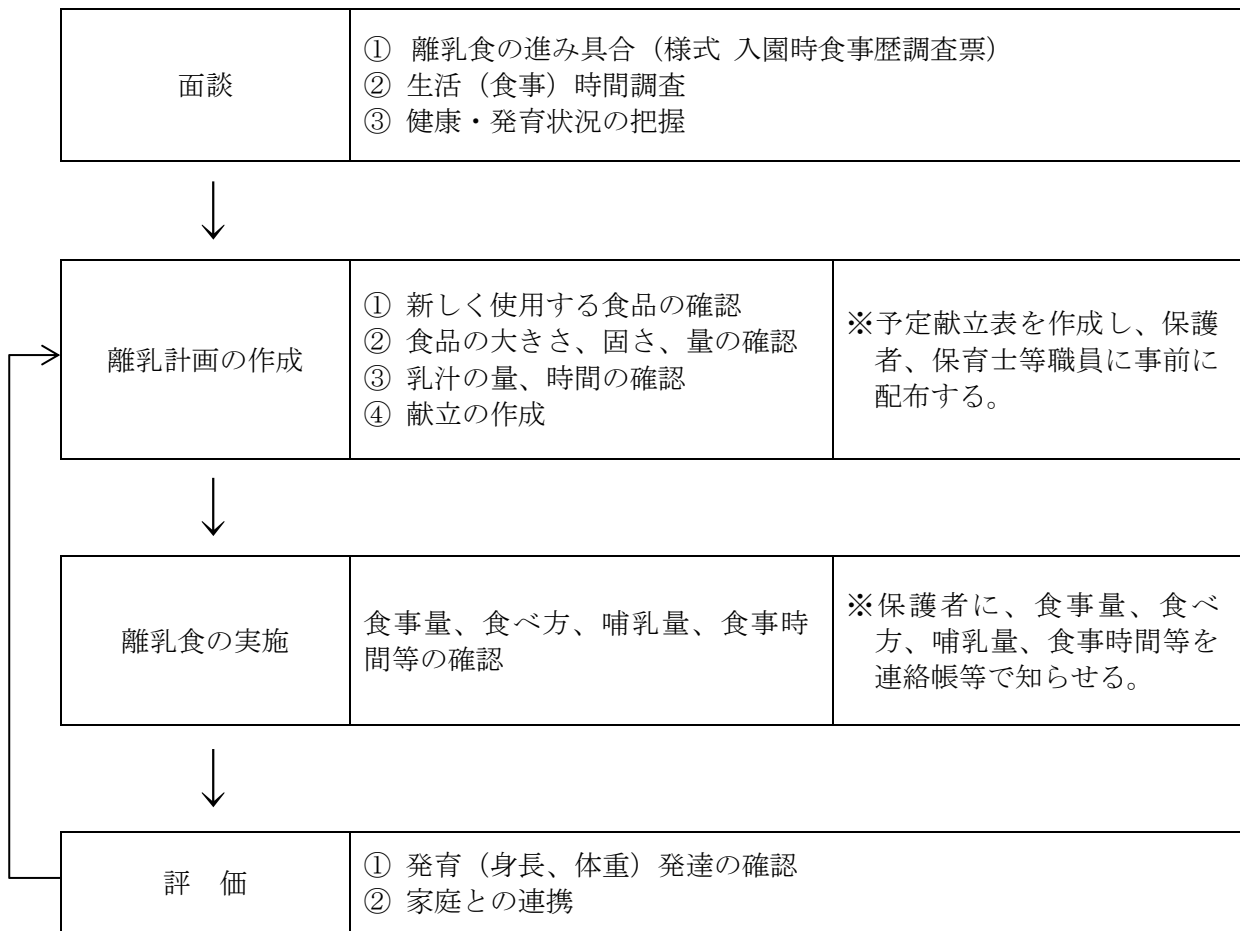 面談
① 離乳食の進み具合（様式 入園時食事歴調査票）
② 生活（食事）時間調査
③ 健康・発育状況の把握
離乳計画の作成
① 新しく使用する食品の確認
② 食品の大きさ、固さ、量の確認
③ 乳汁の量、時間の確認
④ 献立の作成
※予定献立表を作成し、保護
者、保育士等職員に事前に
配布する。
離乳食の実施
食事量、食べ方、哺乳量、食事時
間等の確認
※保護者に、食事量、食べ
方、哺乳量、食事時間等を
連絡帳等で知らせる。
評　価
① 発育（身長、体重）発達の確認
② 家庭との連携